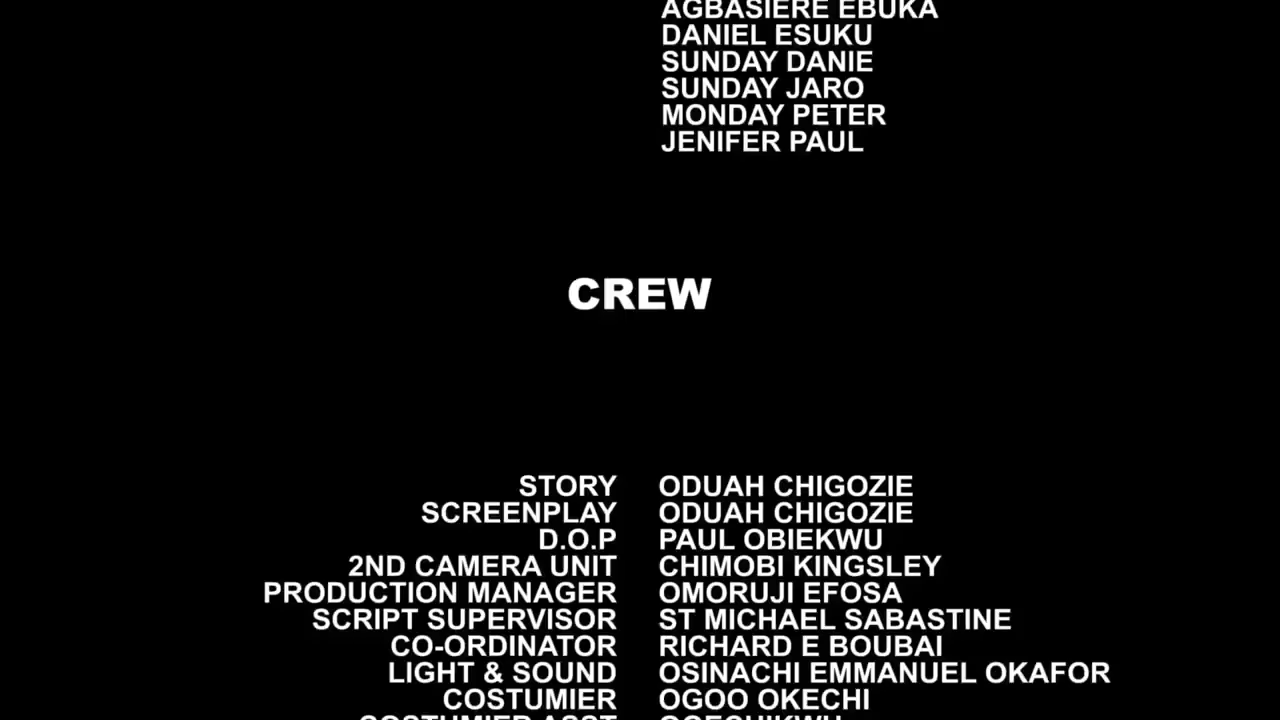 AGBASIERE EBUKA
DANIEL ESUKU
SUNDAY DANIE
SUNDAY JARO
MONDAY PETER
JENIFER PAUL
CREW
STORY ODUAH CHIGOZIE
SCREENPLAY ODUAH CHIGOZIE
D.O.P PAUL OBIEKWU
2ND CAMERA UNIT CHIMOBI KINGSLEY
PRODUCTION MANAGER OMORUJI EFOSA
SCRIPT SUPERVISOR ST MICHAEL SABASTINE
CO-ORDINATOR RICHARD E BOUBAI
LIGHT & SOUND OSINACHI EMMANUEL OKAFOR
COSTUMIER OGOO OKECHI
COSTUMIER ASST